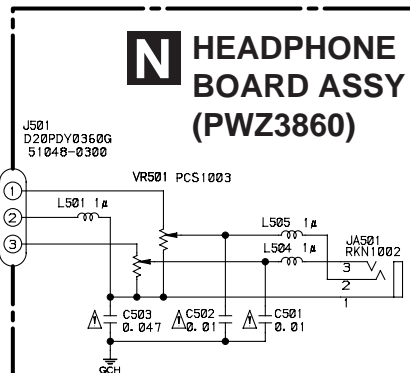 N HEADPHONE
BOARD ASSY
(PWZ3860)
J501
D20PDY0360G
51048-0300
VR501 PCS1003
1
L501 1μ
2
3
L505 1μ
L504 1μ
JA501
RKN1002
3
2
1
C503
0.047
C502
0.01
C501
0.01
GCH